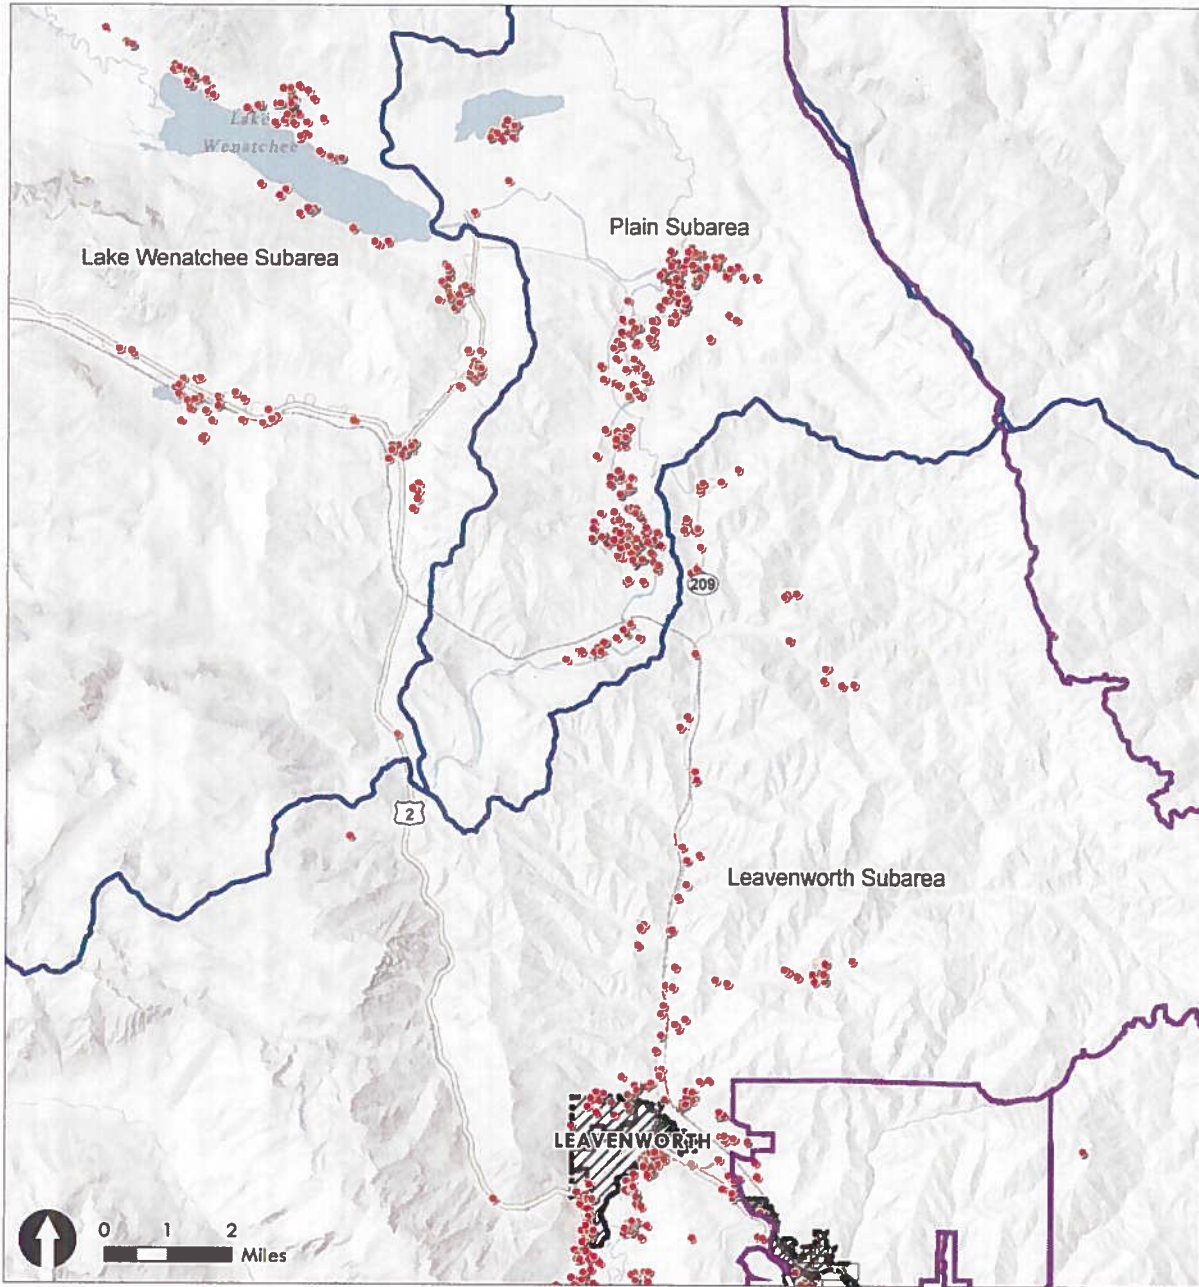 Lake
Wenatchee
Plain Subarea
Lake Wenatchee Subarea
209
2
Leavenworth Subarea
LEAVENWORTH
0 1 2
Miles